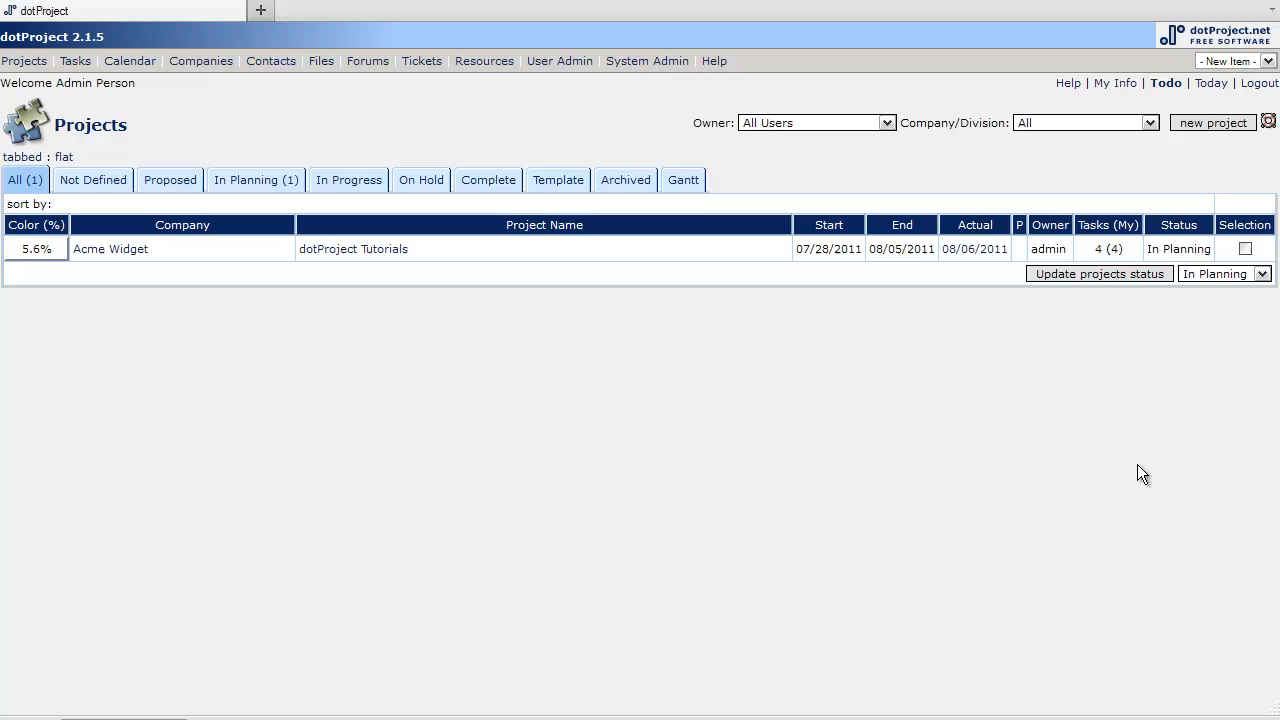 dotProject
dotProject 2.1.5
dotProject.net
FREE SOFTWARE
Projects | Tasks | Calendar | Companies | Contacts | Files | Forums | Tickets | Resources | User Admin | System Admin | Help
- New Item -
Welcome Admin Person
Help | My Info | Todo | Today | Logout
Projects
Owner: All Users Company/Division: All new project
tabbed : flat
All (1) Not Defined Proposed In Planning (1) In Progress On Hold Complete Template Archived Gantt
sort by:
Color (%) Company Project Name Start End Actual P Owner Tasks (My) Status Selection
5.6% Acme Widget dotProject Tutorials 07/28/2011 08/05/2011 08/06/2011 admin 4 (4) In Planning
Update projects status In Planning